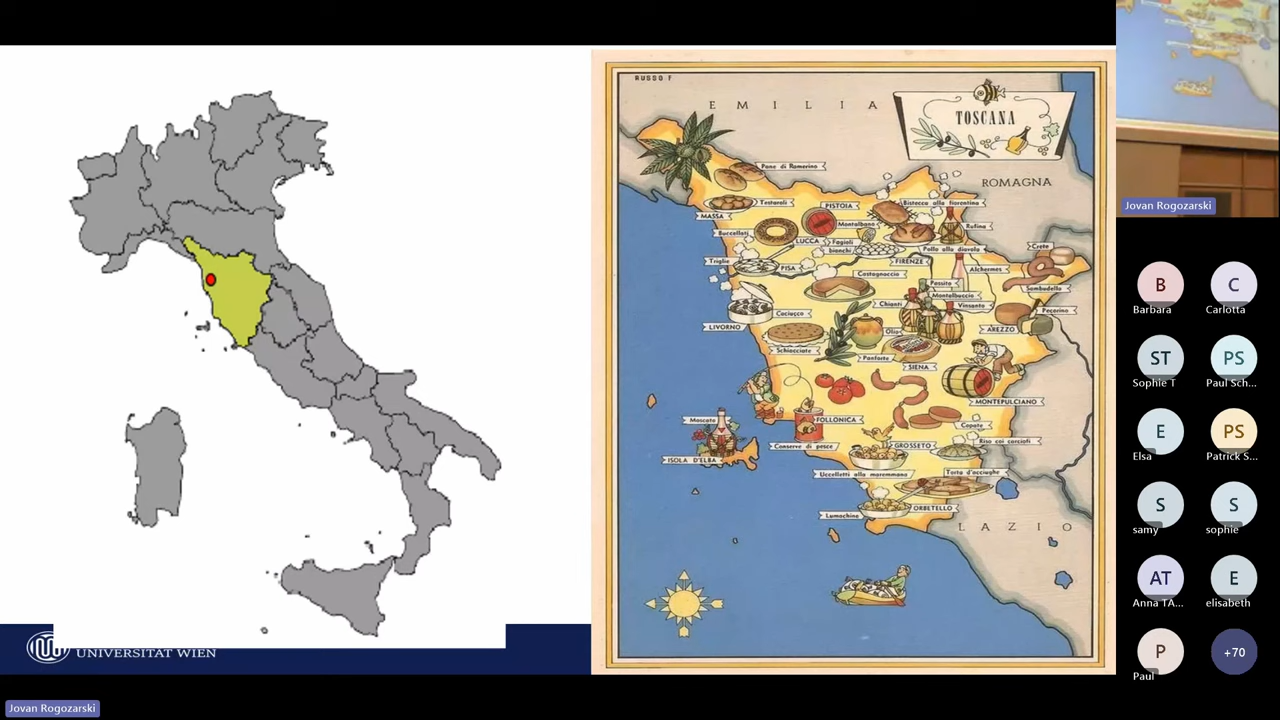 RUSSO F
EMILIA
TOSCANA
ROMAGNA
Pane di Ramerino
Testaroli
MASSA
PISTOIA
Bistecca alla fiorentina
Montalbano
Rufina
Buccellati
LUCCA
Fagioli
bianchi
Pollo alla diavola
Crete
Triglie
PISA
FIRENZE
Castagnaccio
Alchermes
Sambudello
Passito
Montalbuccio
Chianti
Vinsanto
Pecorino
Caciucco
LIVORNO
Olio
AREZZO
Schiacciate
Panforte
SIENA
MONTEPULCIANO
Moscato
FOLLONICA
Capate
ISOLA D'ELBA
Conserve di pesce
GROSSETO
Riso coi carciofi
Uccelletti alla maremmana
Torta d'acciughe
Lumachine
ORBETELLO
LAZIO
UNIVERSITÄT WIEN
Jovan Rogozarski
Jovan Rogozarski
B
Barbara
C
Carlotta
ST
Sophie T
PS
Paul Sch...
E
Elsa
PS
Patrick S...
S
samy
S
sophie
AT
Anna TA...
E
elisabeth
P
Paul
+70